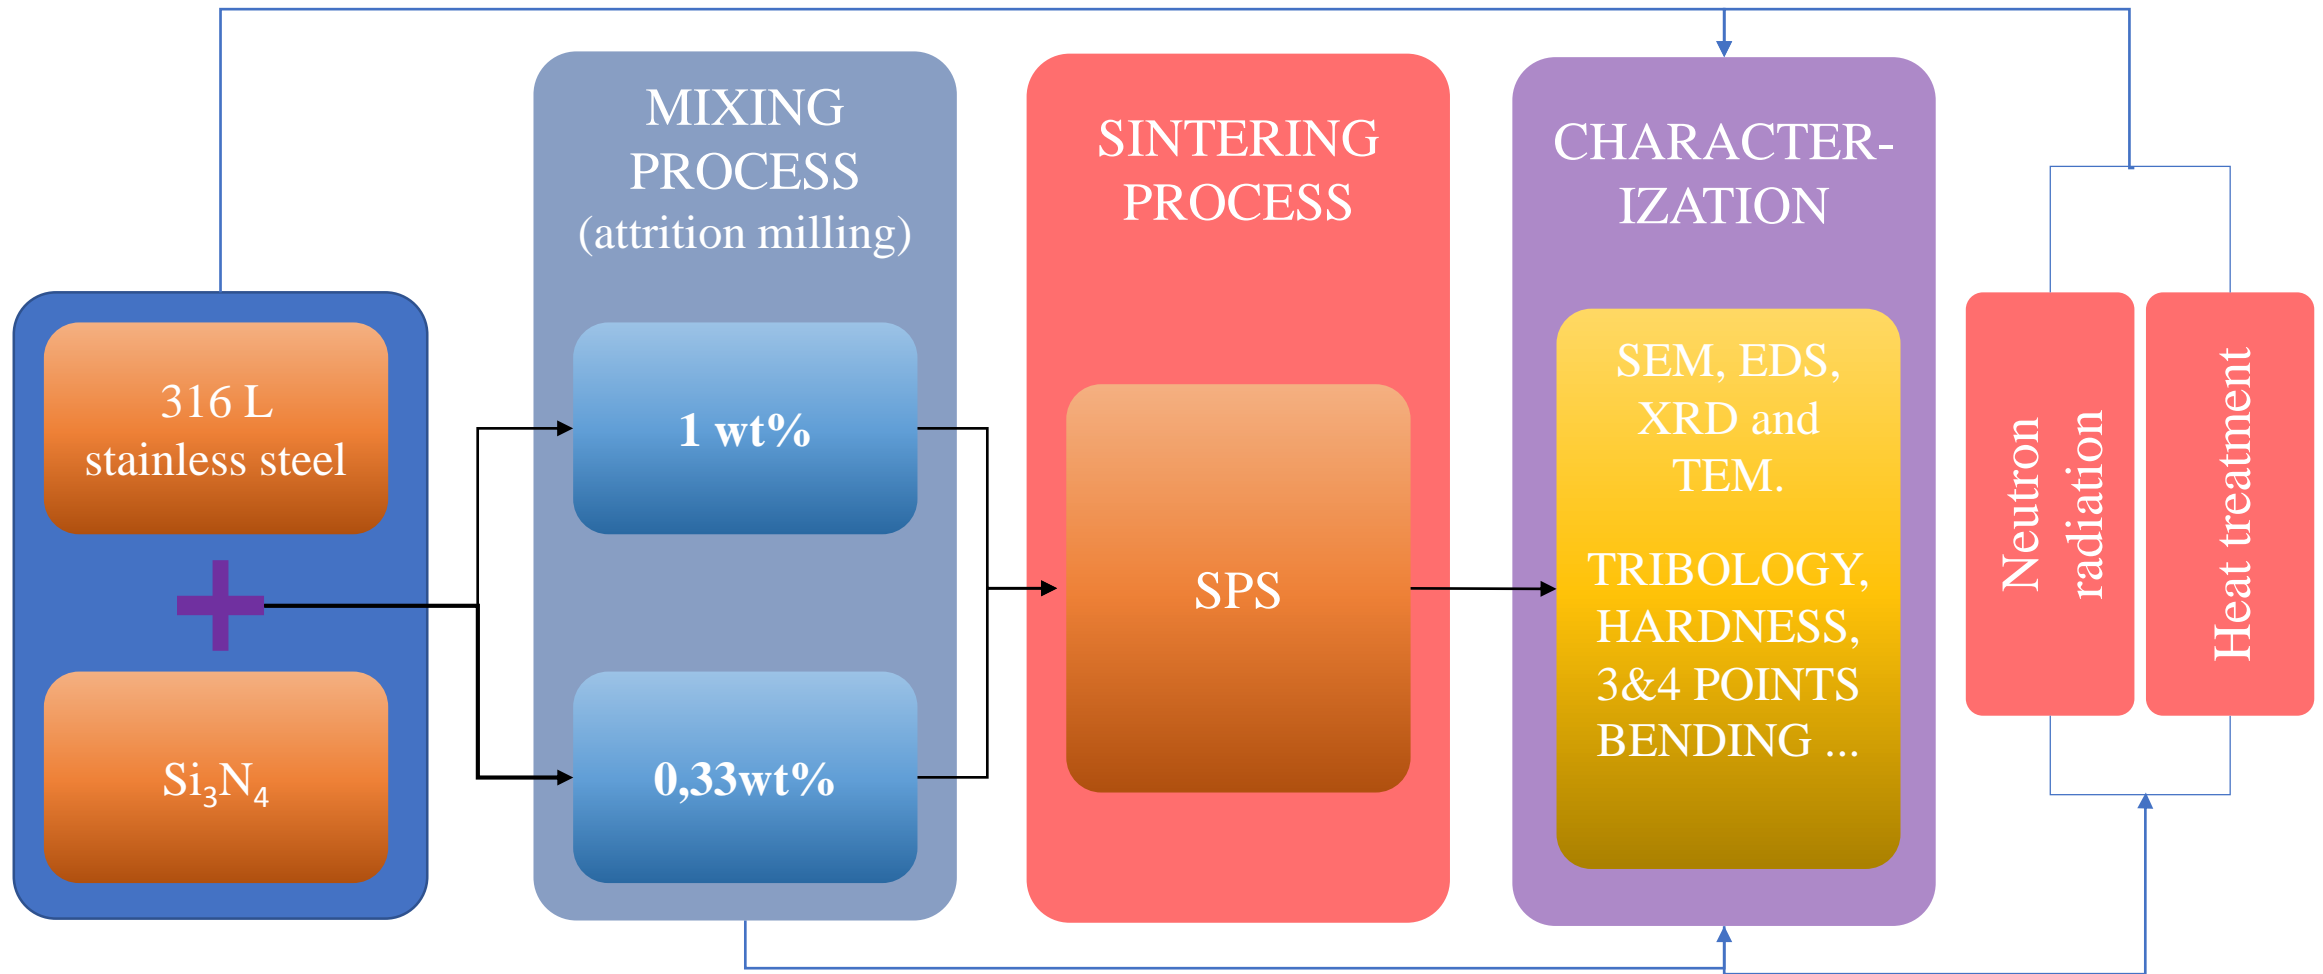 316 L
stainless steel
Si₃N₄
MIXING
PROCESS
(attrition milling)
1 wt%
0,33wt%
SINTERING
PROCESS
SPS
CHARACTER-
IZATION
SEM, EDS,
XRD and
TEM.
TRIBOLOGY,
HARDNESS,
3&4 POINTS
BENDING ...
Neutron
radiation
Heat treatment